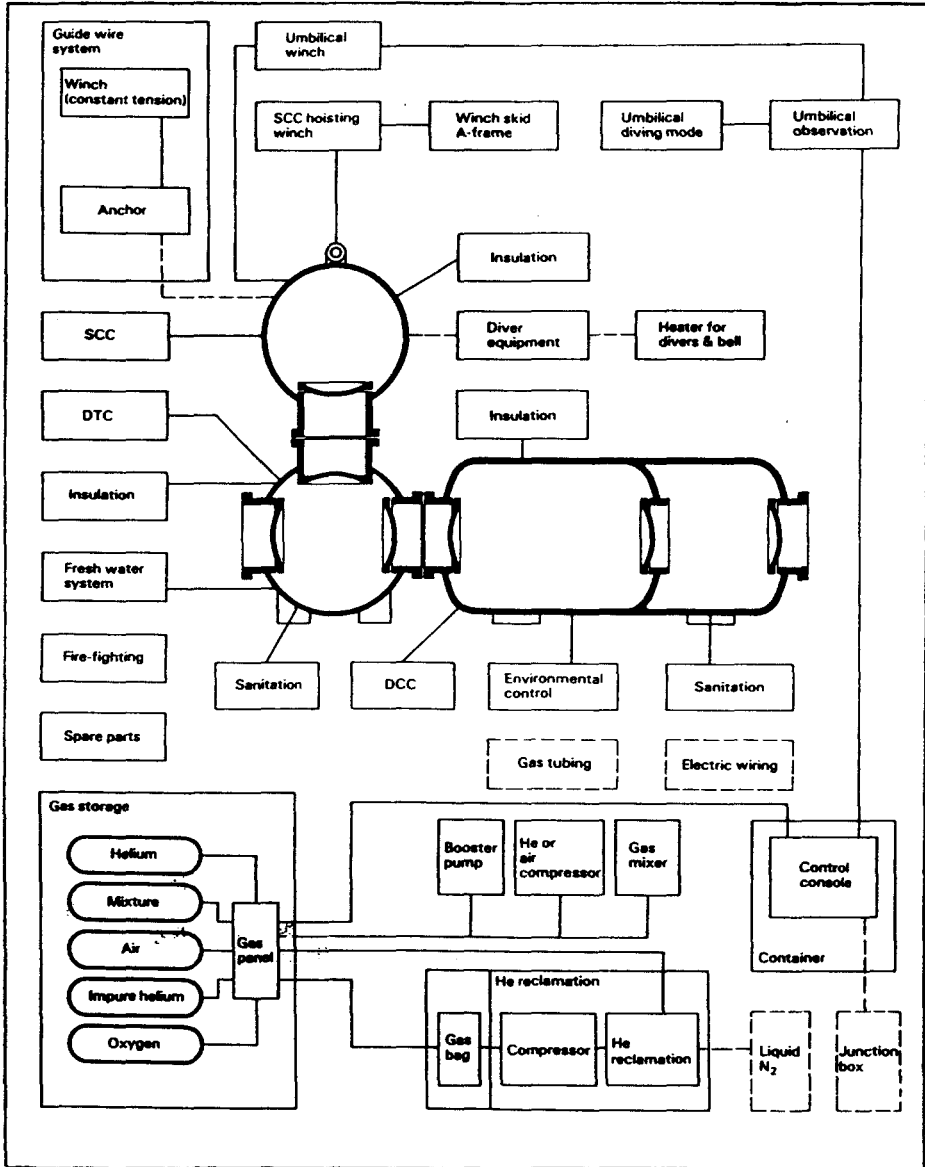 Guide wire
system
Umbilical
winch
Winch
(constant tension)
SCC hoisting
winch
Winch skid
A-frame
Umbilical
diving mode
Umbilical
observation
Anchor
Insulation
SCC
Diver
equipment
Heater for
divers & bell
DTC
Insulation
Insulation
Fresh water
system
Fire-fighting
Sanitation
DCC
Environmental
control
Sanitation
Spare parts
Gas tubing
Electric wiring
Gas storage
Helium
Mixture
Air
Impure helium
Oxygen
Gas
panel
Booster
pump
He or
air
compressor
Gas
mixer
Control
console
Container
He reclamation
Gas
bag
Compressor
He
reclamation
Liquid
N₂
Junction
box